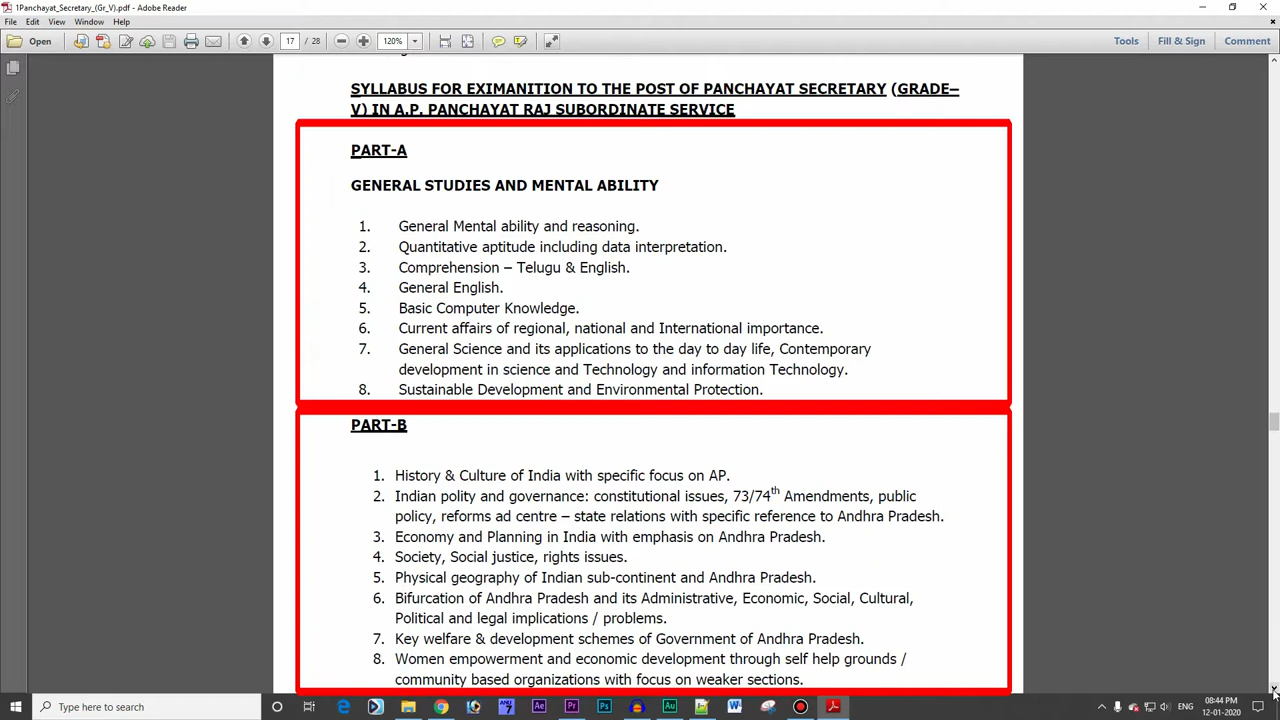 1Panchayat_Secretary_(Gr_V).pdf - Adobe Reader
File Edit View Window Help
Open 17 / 28 120% Tools Fill & Sign Comment
SYLLABUS FOR EXIMANITION TO THE POST OF PANCHAYAT SECRETARY (GRADE–
V) IN A.P. PANCHAYAT RAJ SUBORDINATE SERVICE
PART-A
GENERAL STUDIES AND MENTAL ABILITY
1. General Mental ability and reasoning.
2. Quantitative aptitude including data interpretation.
3. Comprehension – Telugu & English.
4. General English.
5. Basic Computer Knowledge.
6. Current affairs of regional, national and International importance.
7. General Science and its applications to the day to day life, Contemporary
development in science and Technology and information Technology.
8. Sustainable Development and Environmental Protection.
PART-B
1. History & Culture of India with specific focus on AP.
2. Indian polity and governance: constitutional issues, 73/74th Amendments, public
policy, reforms ad centre – state relations with specific reference to Andhra Pradesh.
3. Economy and Planning in India with emphasis on Andhra Pradesh.
4. Society, Social justice, rights issues.
5. Physical geography of Indian sub-continent and Andhra Pradesh.
6. Bifurcation of Andhra Pradesh and its Administrative, Economic, Social, Cultural,
Political and legal implications / problems.
7. Key welfare & development schemes of Government of Andhra Pradesh.
8. Women empowerment and economic development through self help grounds /
community based organizations with focus on weaker sections.
Type here to search
ENG
08:44 PM
12-01-2020